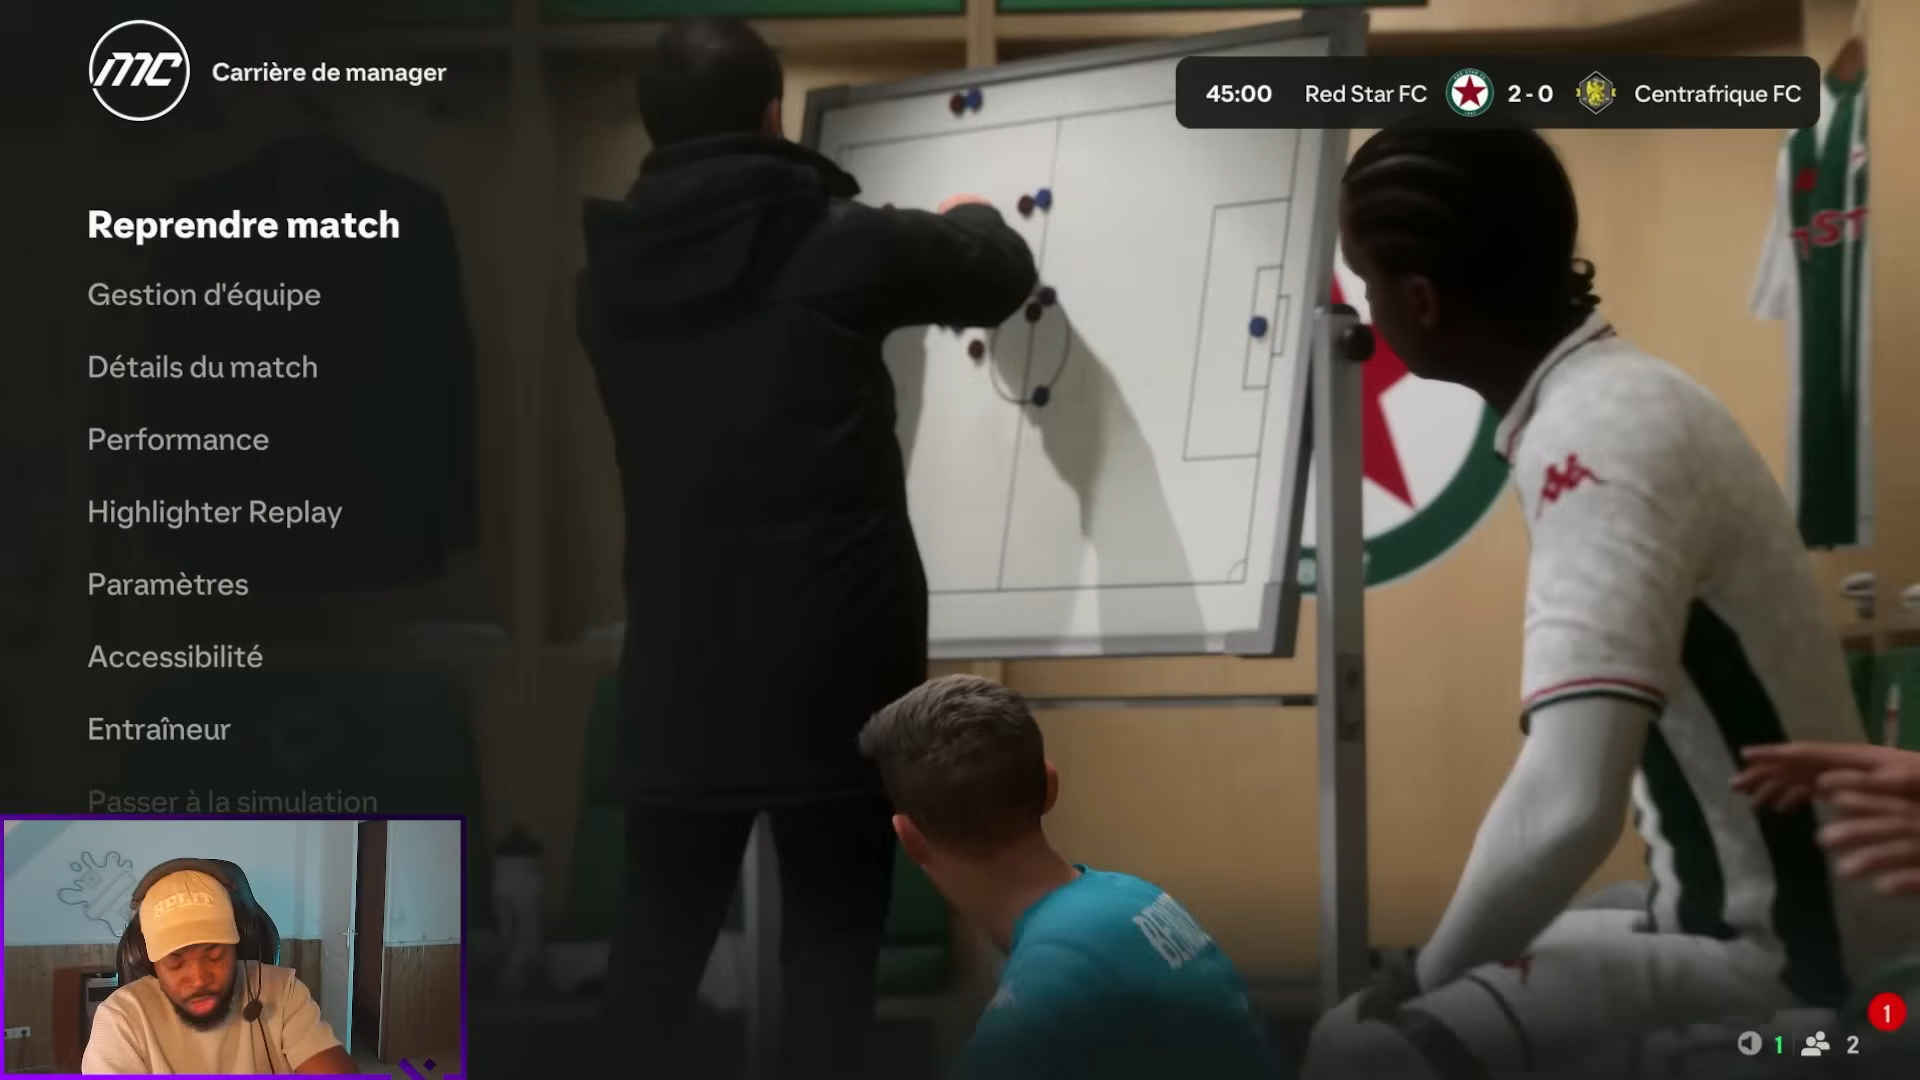 MC
Carrière de manager
45:00 Red Star FC 2 - 0 Centrafrique FC
Reprendre match
Gestion d'équipe
Détails du match
Performance
Highlighter Replay
Paramètres
Accessibilité
Entraîneur
Passer à la simulation
SPLIT
1
1 2